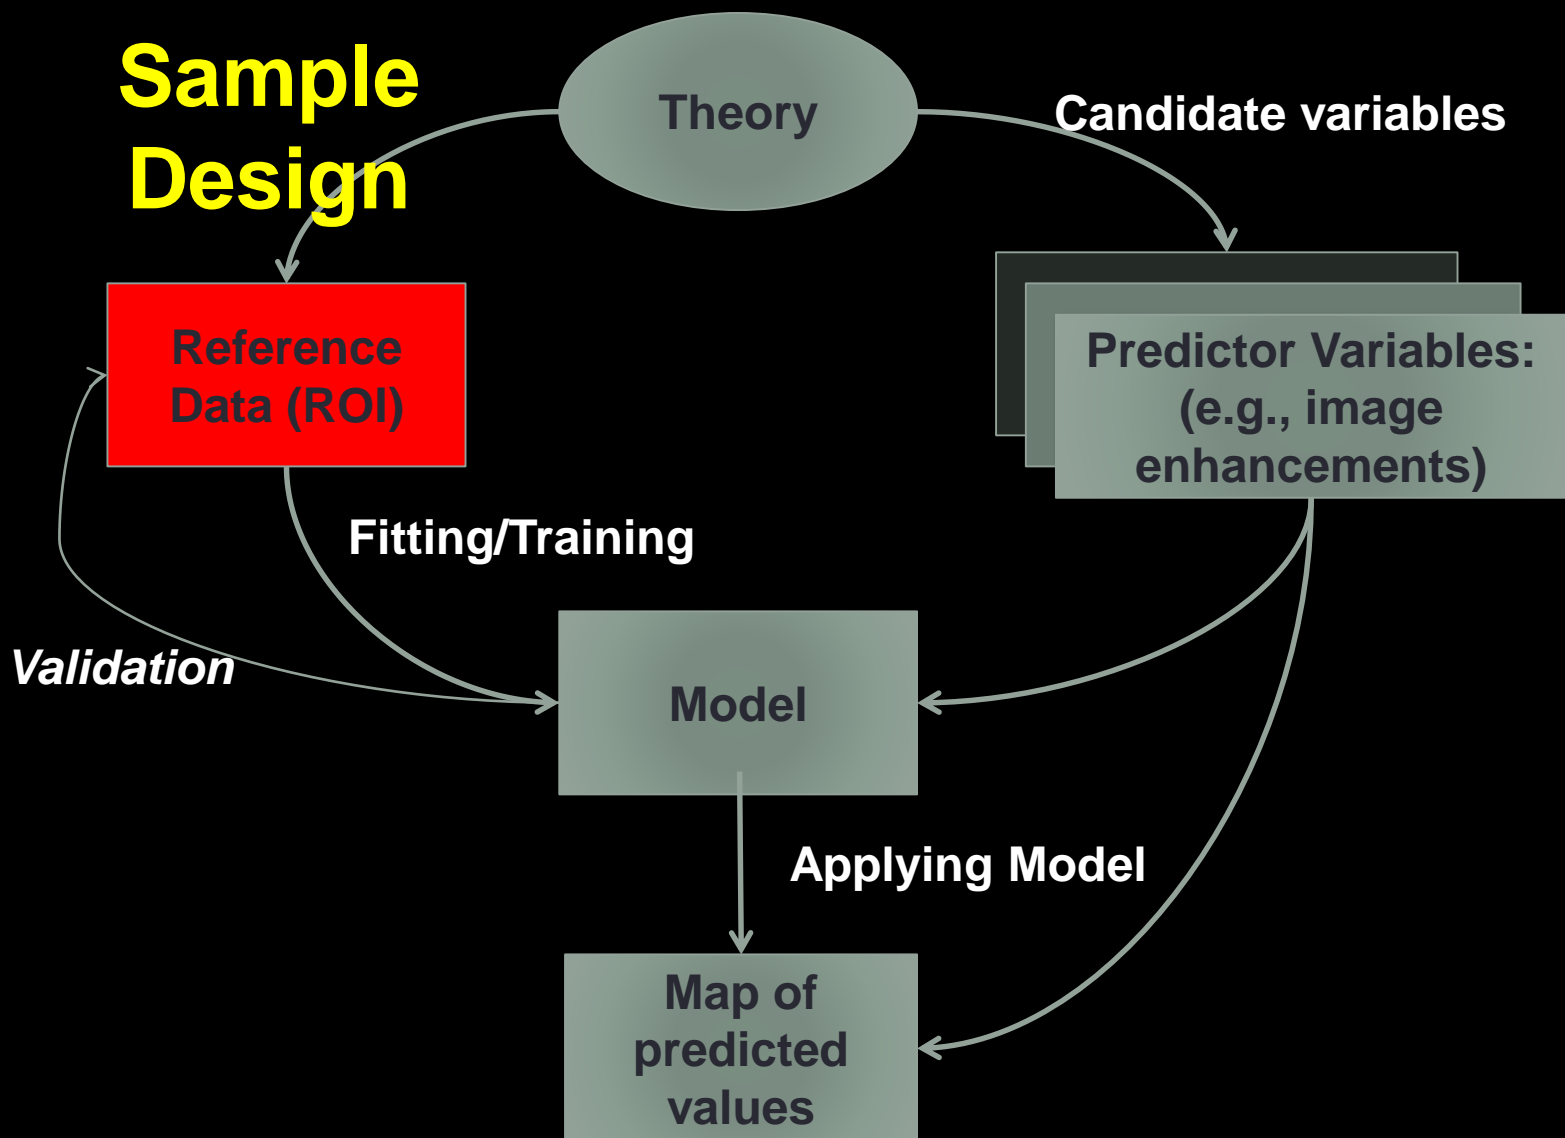 Sample
Design
Theory
Candidate variables
Reference
Data (ROI)
Predictor Variables:
(e.g., image
enhancements)
Fitting/Training
Validation
Model
Applying Model
Map of
predicted
values